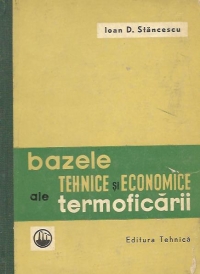 Ioan D. Stăncescu
bazele
TEHNICE și ECONOMICE
ale termoficării
Editura Tehnică